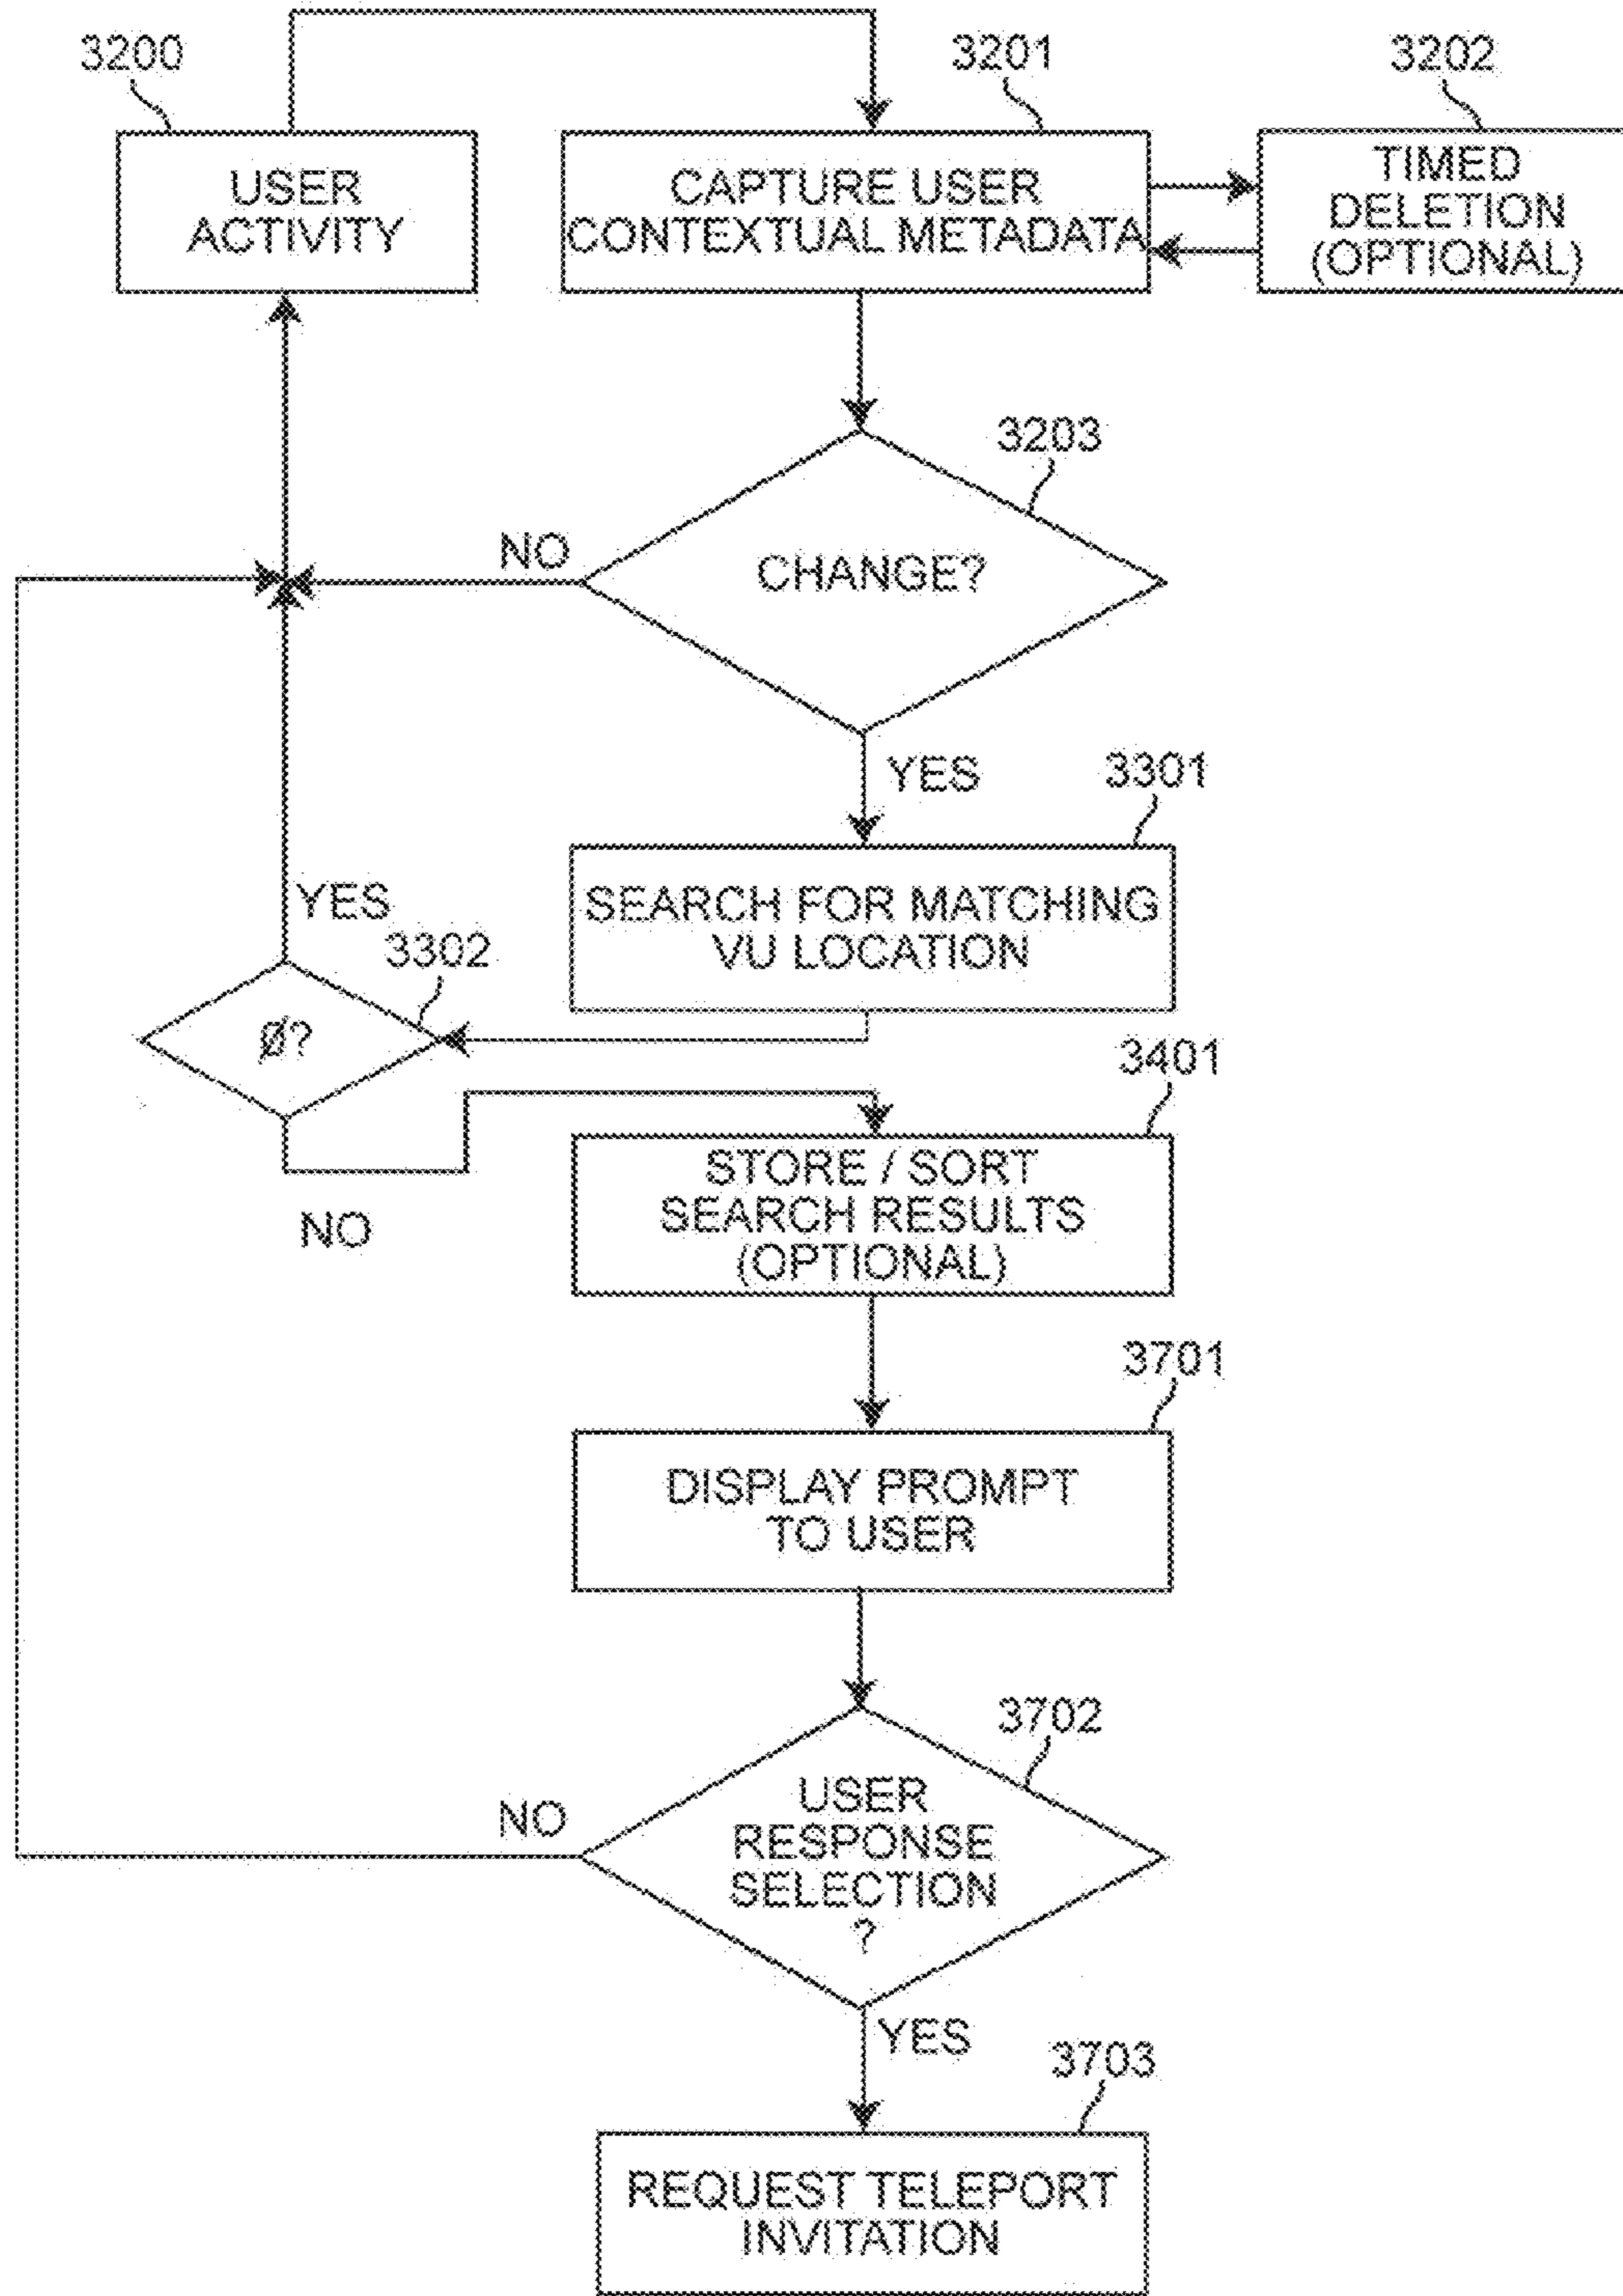 3200
3201
3202
USER
ACTIVITY
CAPTURE USER
CONTEXTUAL METADATA
TIMED
DELETION
(OPTIONAL)
3203
NO
CHANGE?
YES
3301
SEARCH FOR MATCHING
VU LOCATION
YES
3302
Ø?
NO
3401
STORE / SORT
SEARCH RESULTS
(OPTIONAL)
3701
DISPLAY PROMPT
TO USER
3702
NO
USER
RESPONSE
SELECTION
?
YES
3703
REQUEST TELEPORT
INVITATION